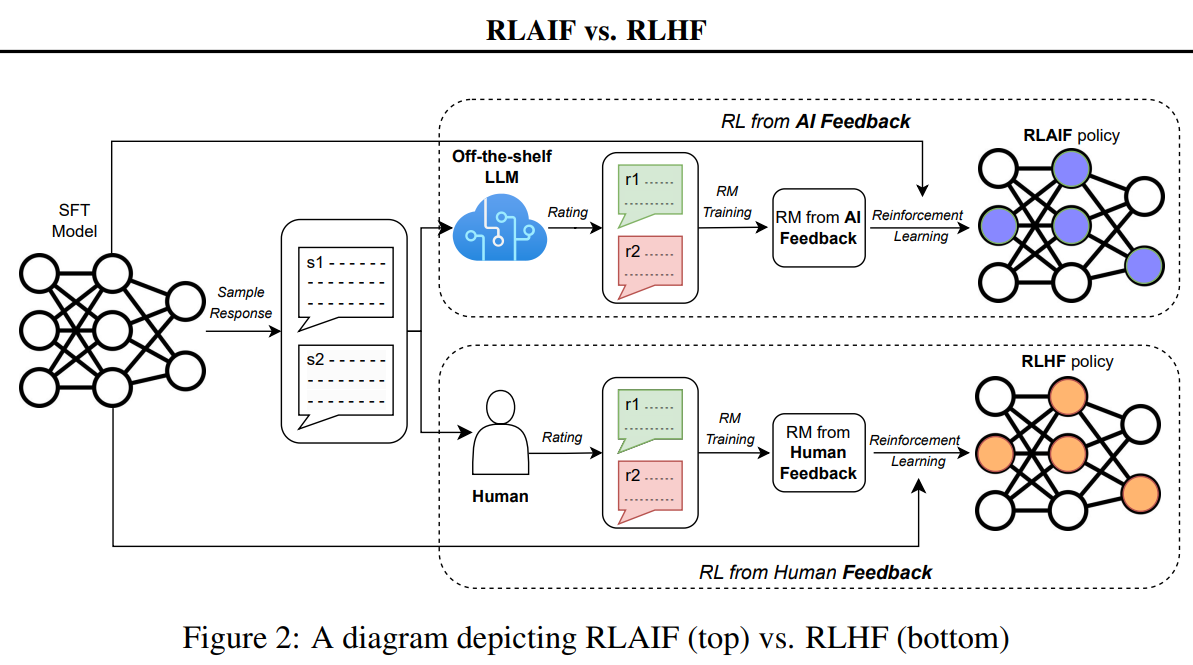 RLAIF vs. RLHF
RL from AI Feedback
RLAIF policy
Off-the-shelf
LLM
SFT
Model
Sample
Response
s1 - - - - - -
- - - - - - - -
- - - - - - - -
s2 - - - - - -
- - - - - - - -
- - - - - - - -
Rating
r1 ......
..........
r2 ......
..........
RM
Training
RM from AI
Feedback
Reinforcement
Learning
RLHF policy
Human
Rating
r1 ......
..........
r2 ......
..........
RM
Training
RM from
Human
Feedback
Reinforcement
Learning
RL from Human Feedback
Figure 2: A diagram depicting RLAIF (top) vs. RLHF (bottom)